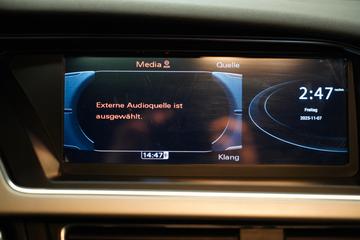 Media
Quelle
Externe Audioquelle ist
ausgewählt.
2:47
Freitag
2025-11-07
14:47
Klang